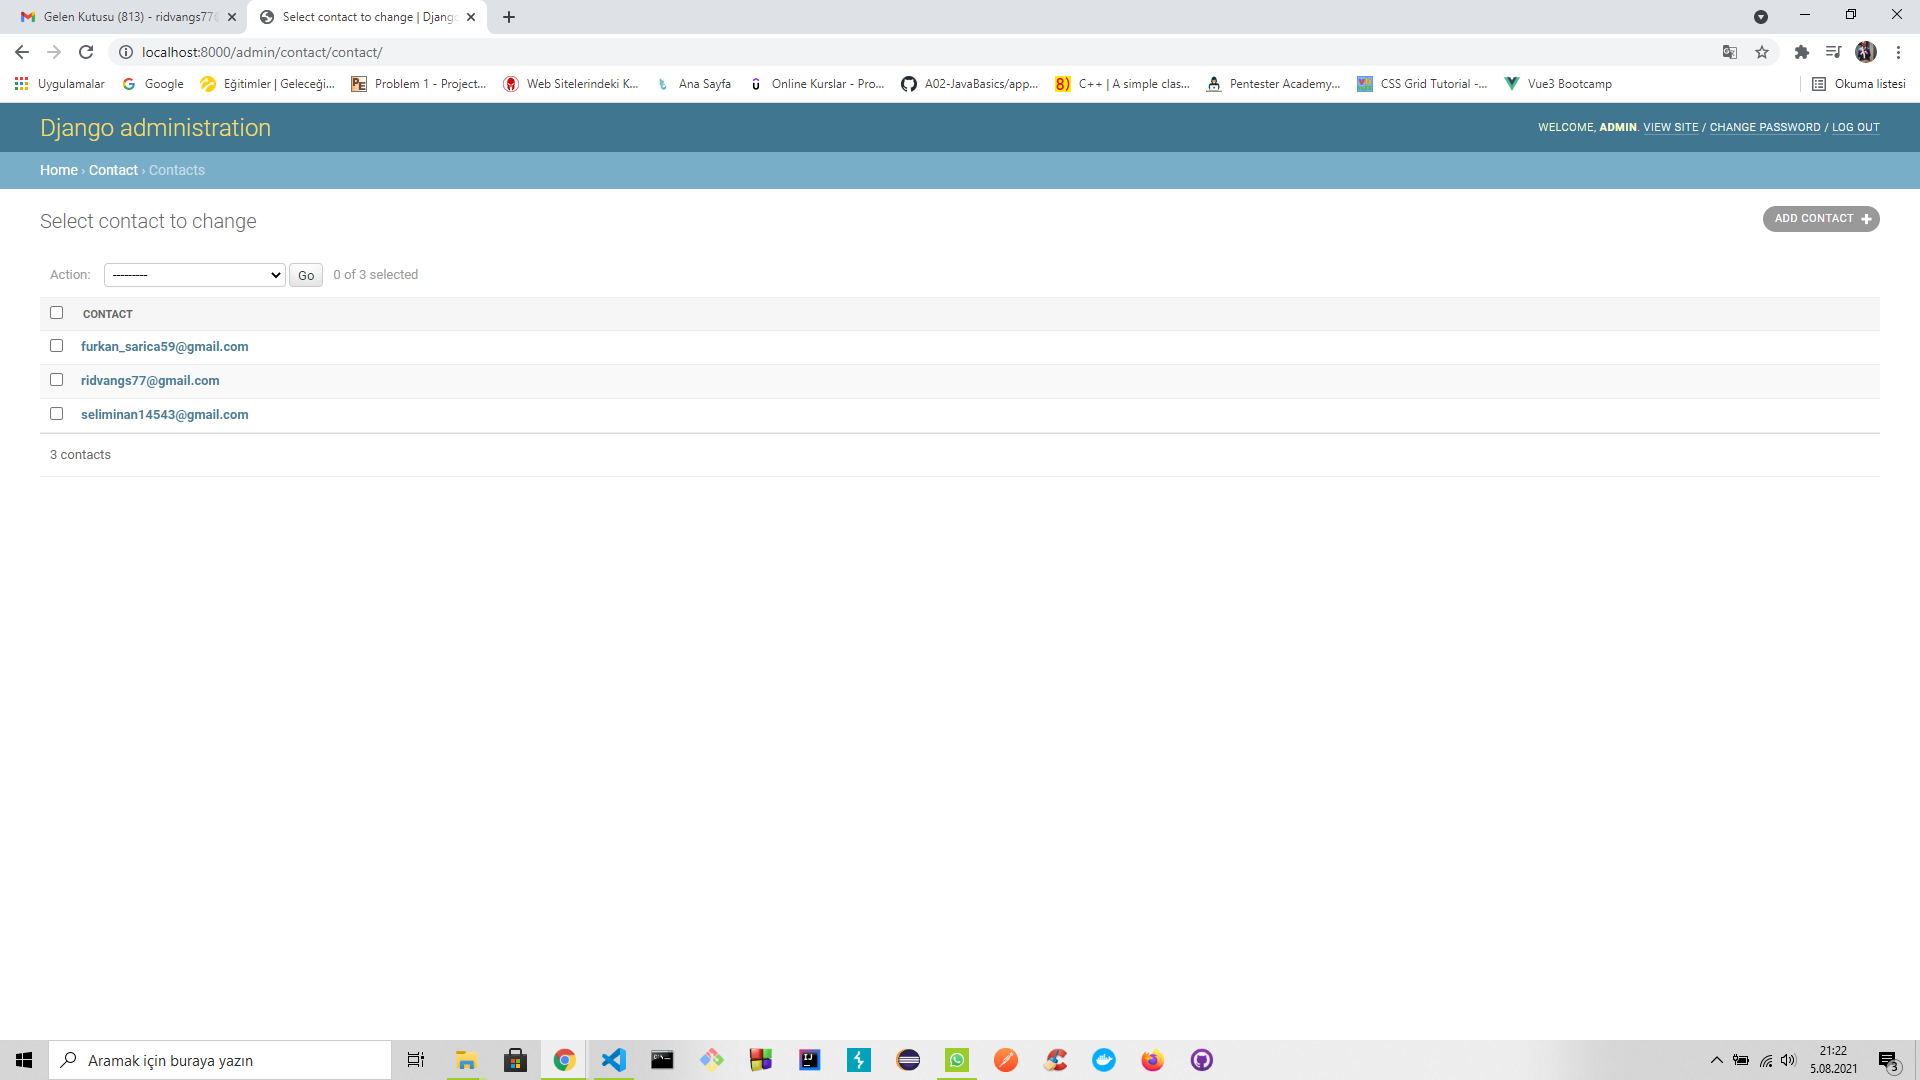 Gelen Kutusu (813) - ridvangs77
Select contact to change | Django
localhost:8000/admin/contact/contact/
Uygulamalar
Google
Eğitimler | Geleceği...
Problem 1 - Project...
Web Sitelerindeki K...
Ana Sayfa
Online Kurslar - Pro...
A02-JavaBasics/app...
C++ | A simple clas...
Pentester Academy...
CSS Grid Tutorial -...
Vue3 Bootcamp
Okuma listesi
Django administration
WELCOME, ADMIN. VIEW SITE / CHANGE PASSWORD / LOG OUT
Home › Contact › Contacts
Select contact to change
ADD CONTACT
Action: --------- Go 0 of 3 selected
CONTACT
furkan_sarica59@gmail.com
ridvangs77@gmail.com
seliminan14543@gmail.com
3 contacts
Aramak için buraya yazın
21:22
5.08.2021
3